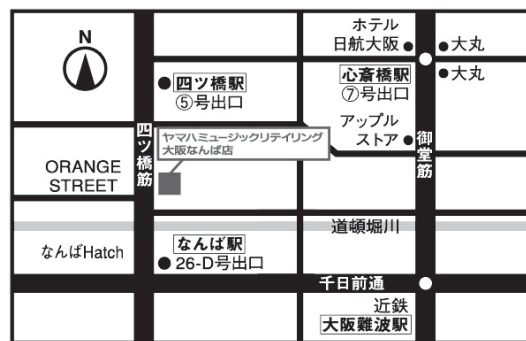 N
ホテル
日航大阪
大丸
四ツ橋駅
⑤号出口
心斎橋駅
⑦号出口
大丸
ヤマハミュージックリテイリング
大阪なんば店
アップル
ストア
四ツ橋筋
御堂筋
ORANGE
STREET
道頓堀川
なんばHatch
なんば駅
26-D号出口
千日前通
近鉄
大阪難波駅